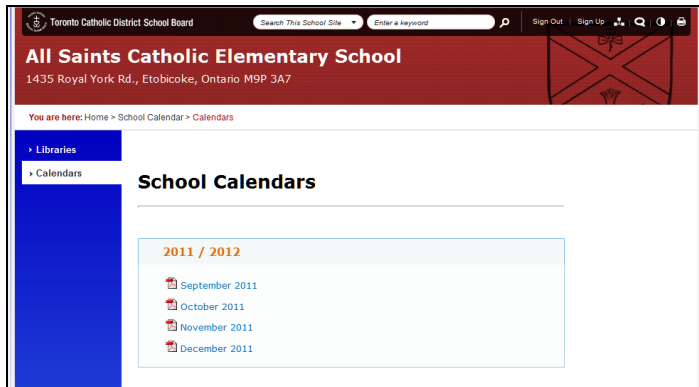 Toronto Catholic District School Board
Search This School Site
Enter a keyword
Sign Out | Sign Up
All Saints Catholic Elementary School
1435 Royal York Rd., Etobicoke, Ontario M9P 3A7
You are here: Home > School Calendar > Calendars
› Libraries
› Calendars
School Calendars
2011 / 2012
September 2011
October 2011
November 2011
December 2011